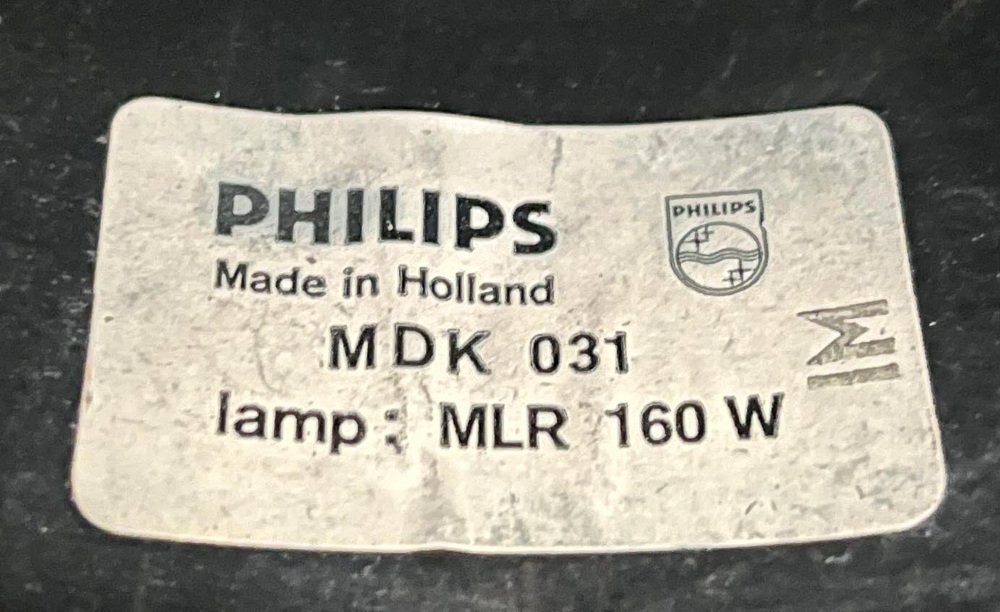 PHILIPS
PHILIPS
Made in Holland
MDK 031
lamp: MLR 160 W